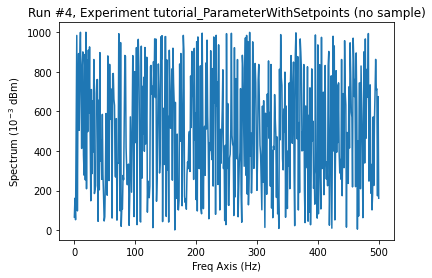 Run #4, Experiment tutorial_ParameterWithSetpoints (no sample)
1000
800
600
400
200
0
Spectrum (10⁻³ dBm)
0 100 200 300 400 500
Freq Axis (Hz)